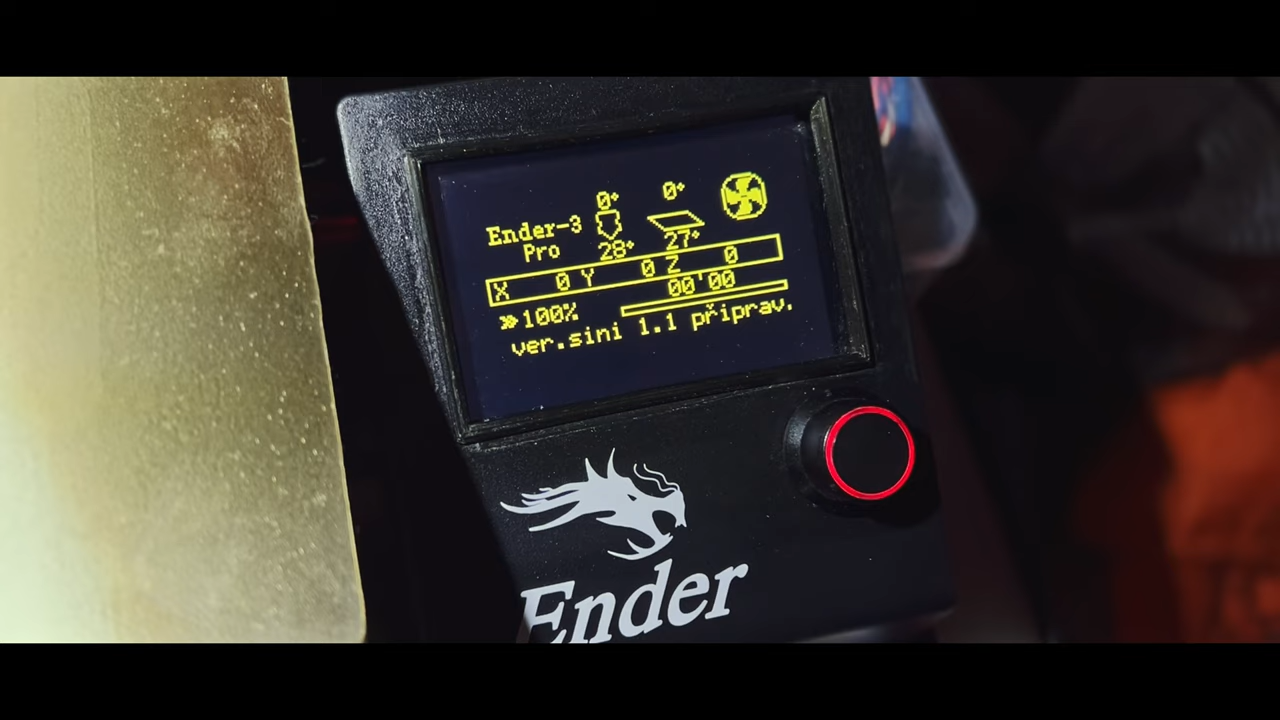 0° 0°
Ender-3
Pro 28° 27°
X 0 Y 0 Z 0
»100% 00'00
ver.sini 1.1 připrav.
Ender